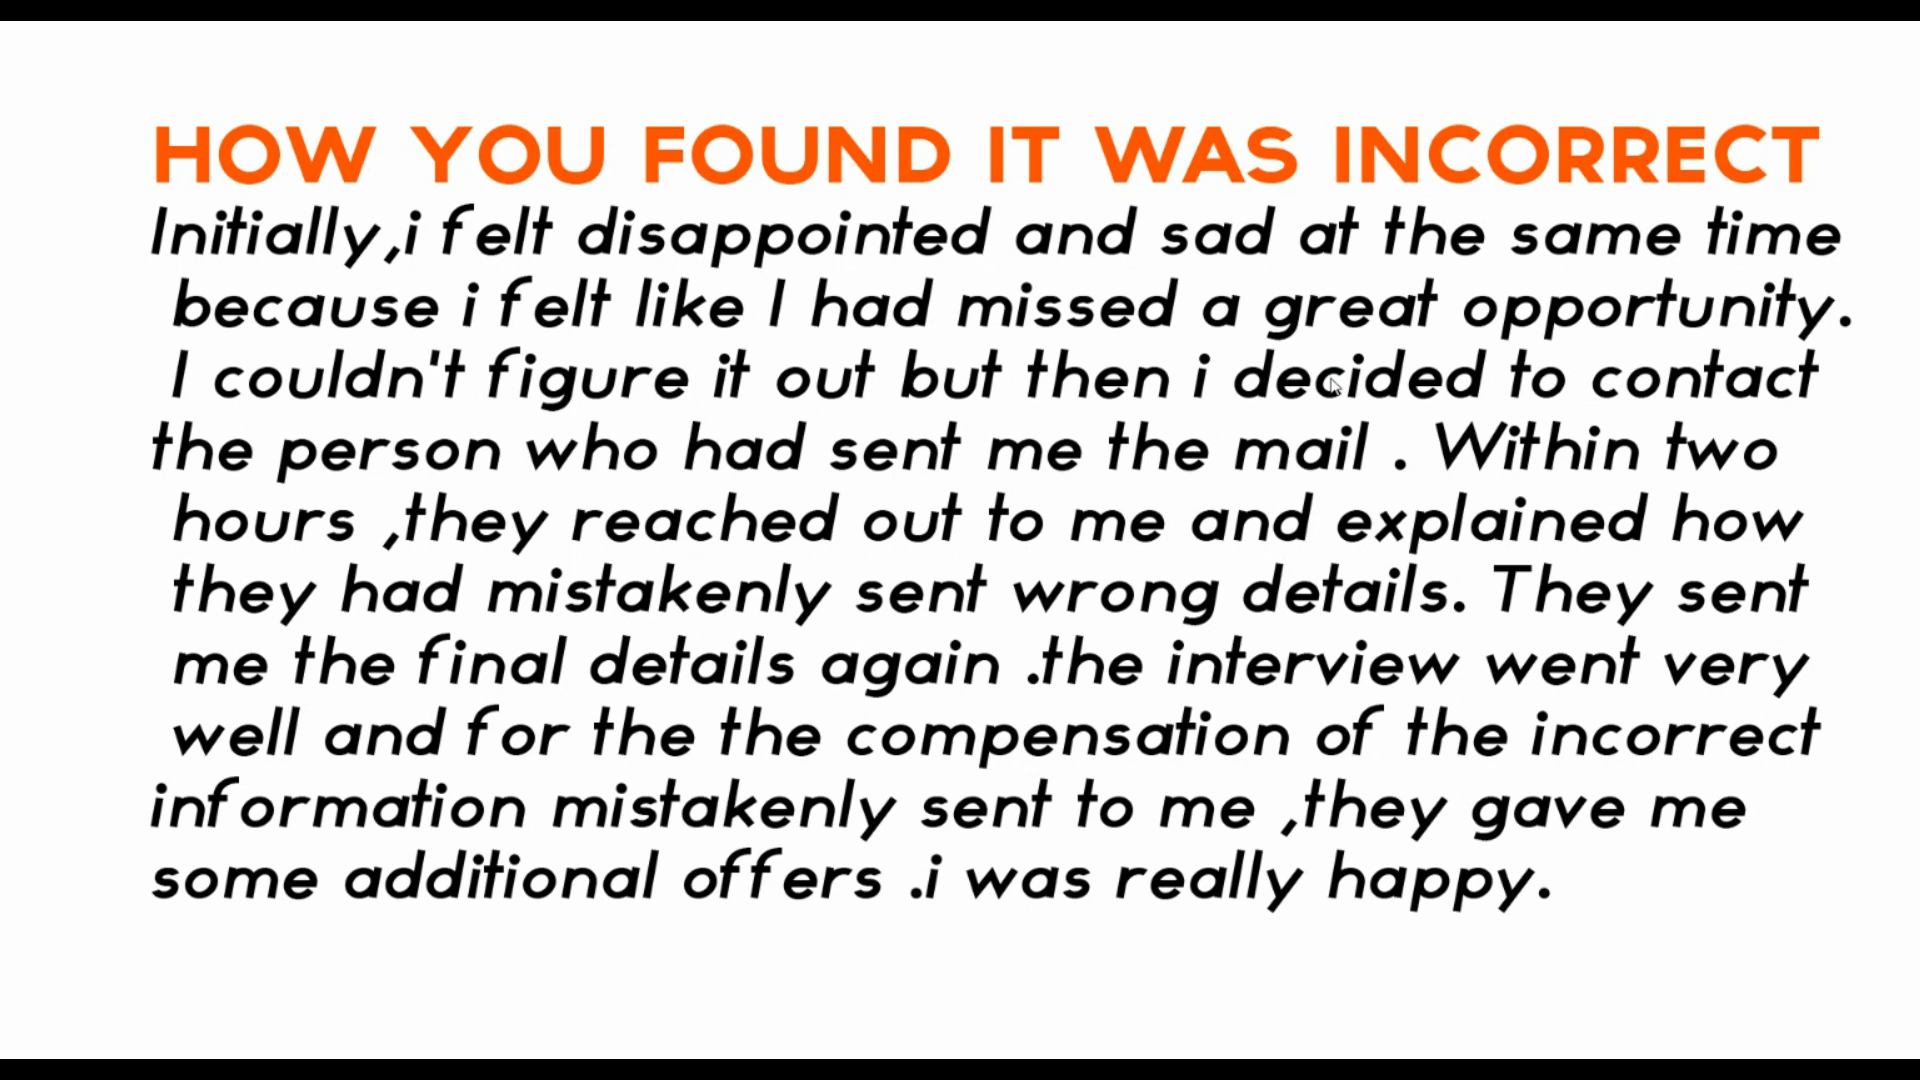 HOW YOU FOUND IT WAS INCORRECT
Initially,i felt disappointed and sad at the same time
because i felt like I had missed a great opportunity.
I couldn't figure it out but then i decided to contact
the person who had sent me the mail . Within two
hours ,they reached out to me and explained how
they had mistakenly sent wrong details. They sent
me the final details again .the interview went very
well and for the the compensation of the incorrect
information mistakenly sent to me ,they gave me
some additional offers .i was really happy.